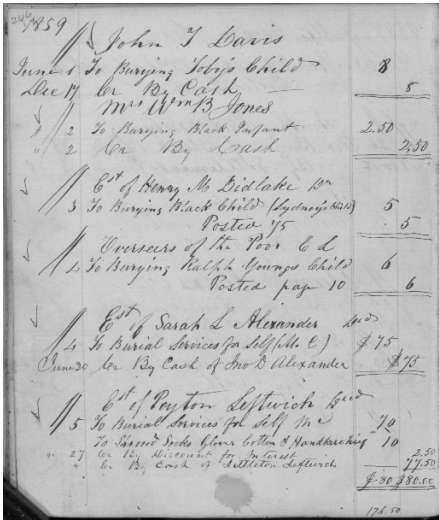 1859
John T Davis
June 1 To Burying Toby's Child 8
Dec 17 Cr By Cash 8
Mrs Wm B Jones
" 2 To Burying Black Infant 2.50
" 2 Cr By Cash 2.50
Est of Henry M Didlake Dr
3 To Burying Black Child (Sydney's Child) 5
Posted 75 5
Overseers of the Poor C L
4 To Burying Ralph Youngs Child 6
Posted page 10 6
Est of Sarah L Alexander Decd
4 To Burial Services for Self (M C) $75
June 30 Cr By Cash of Jno D Alexander $75
Est of Peyton Leftwich Decd
5 To Burial Services for Self 70
To Socks Gloves Cotton & Handkerchief 10
" 27 Cr By Discount for Interest 2.50
" Cr By Cash of Littleton Leftwich 77.50
$80 $80.00
176.50